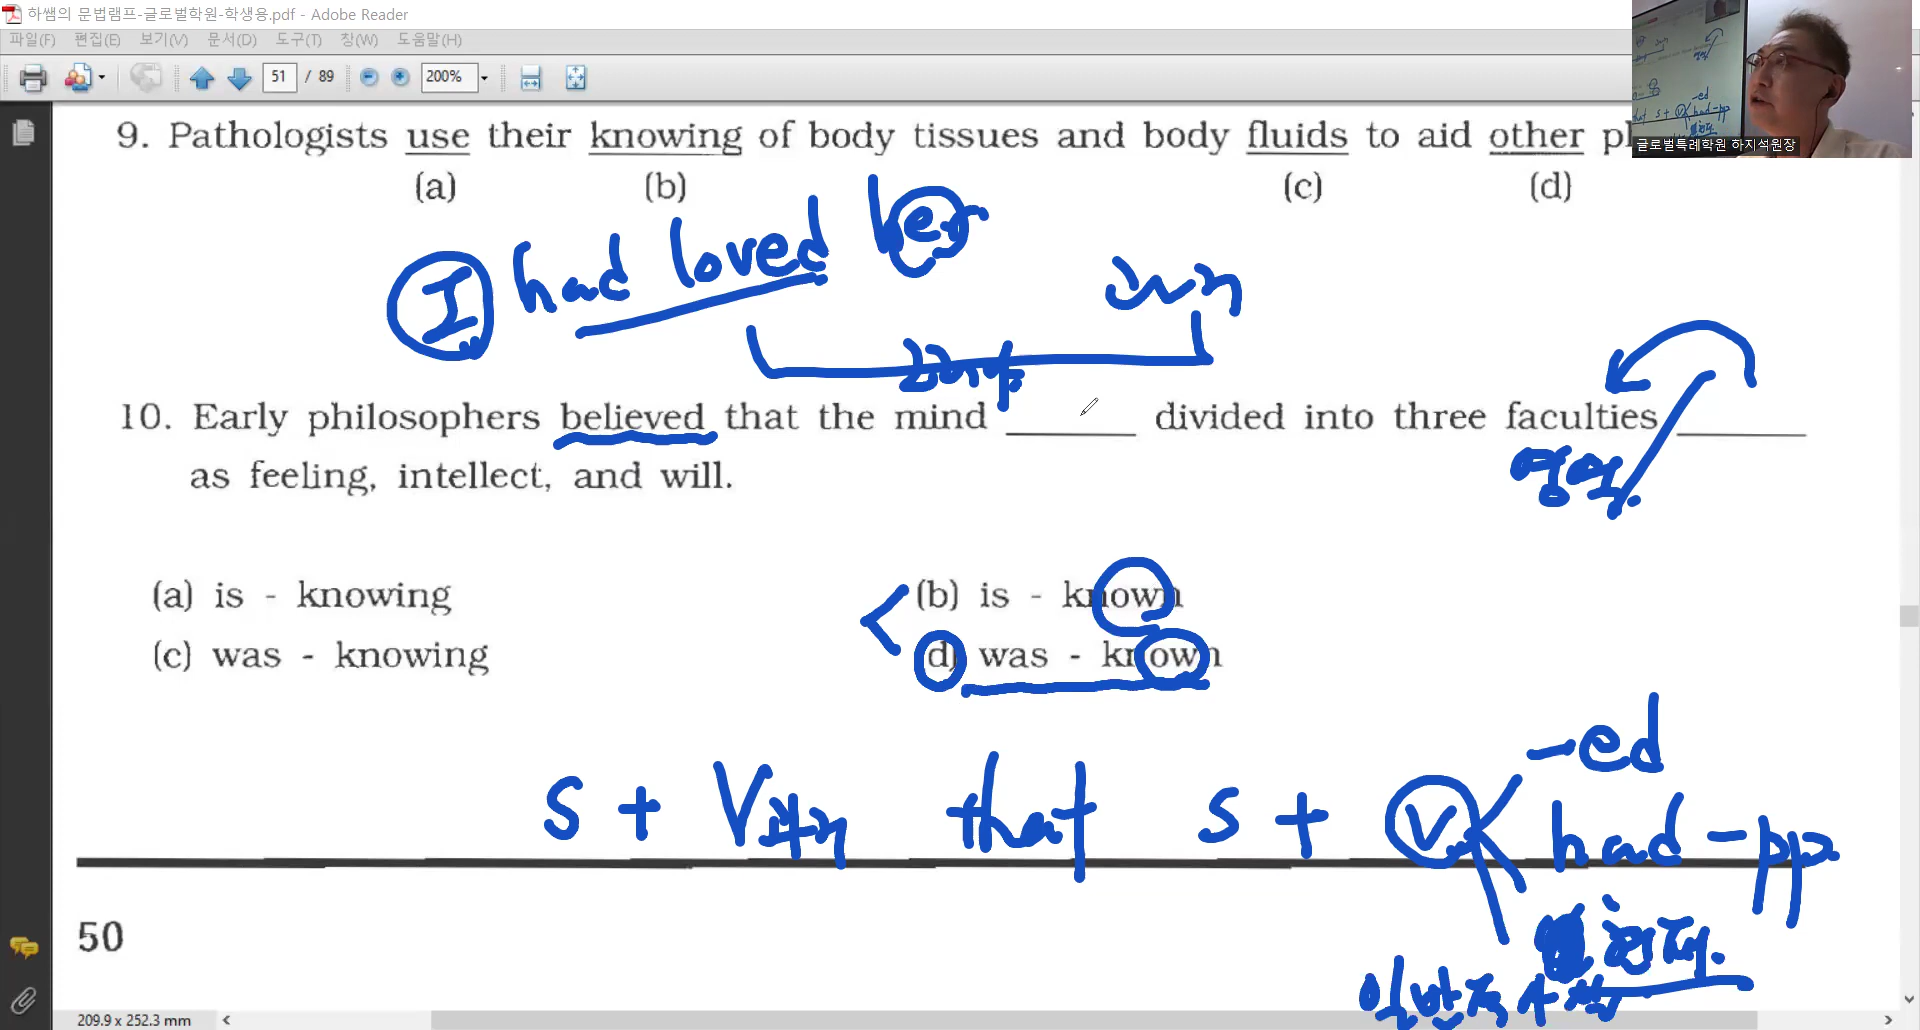 하쌤의 문법램프-글로벌학원-학생용.pdf - Adobe Reader
파일(F) 편집(E) 보기(V) 문서(D) 도구(T) 창(W) 도움말(H)
51 / 89 200%
글로벌특례학원 하지석원장
9. Pathologists use their knowing of body tissues and body fluids to aid other
(a) (b) (c) (d)
I had loved her
10. Early philosophers believed that the mind ______ divided into three faculties ______
영역.
as feeling, intellect, and will.
(a) is - knowing (b) is - known
(c) was - knowing (d) was - known
-ed
S + V과거 that S + V had -pp
50
현재.
일반적 사실
209.9 x 252.3 mm